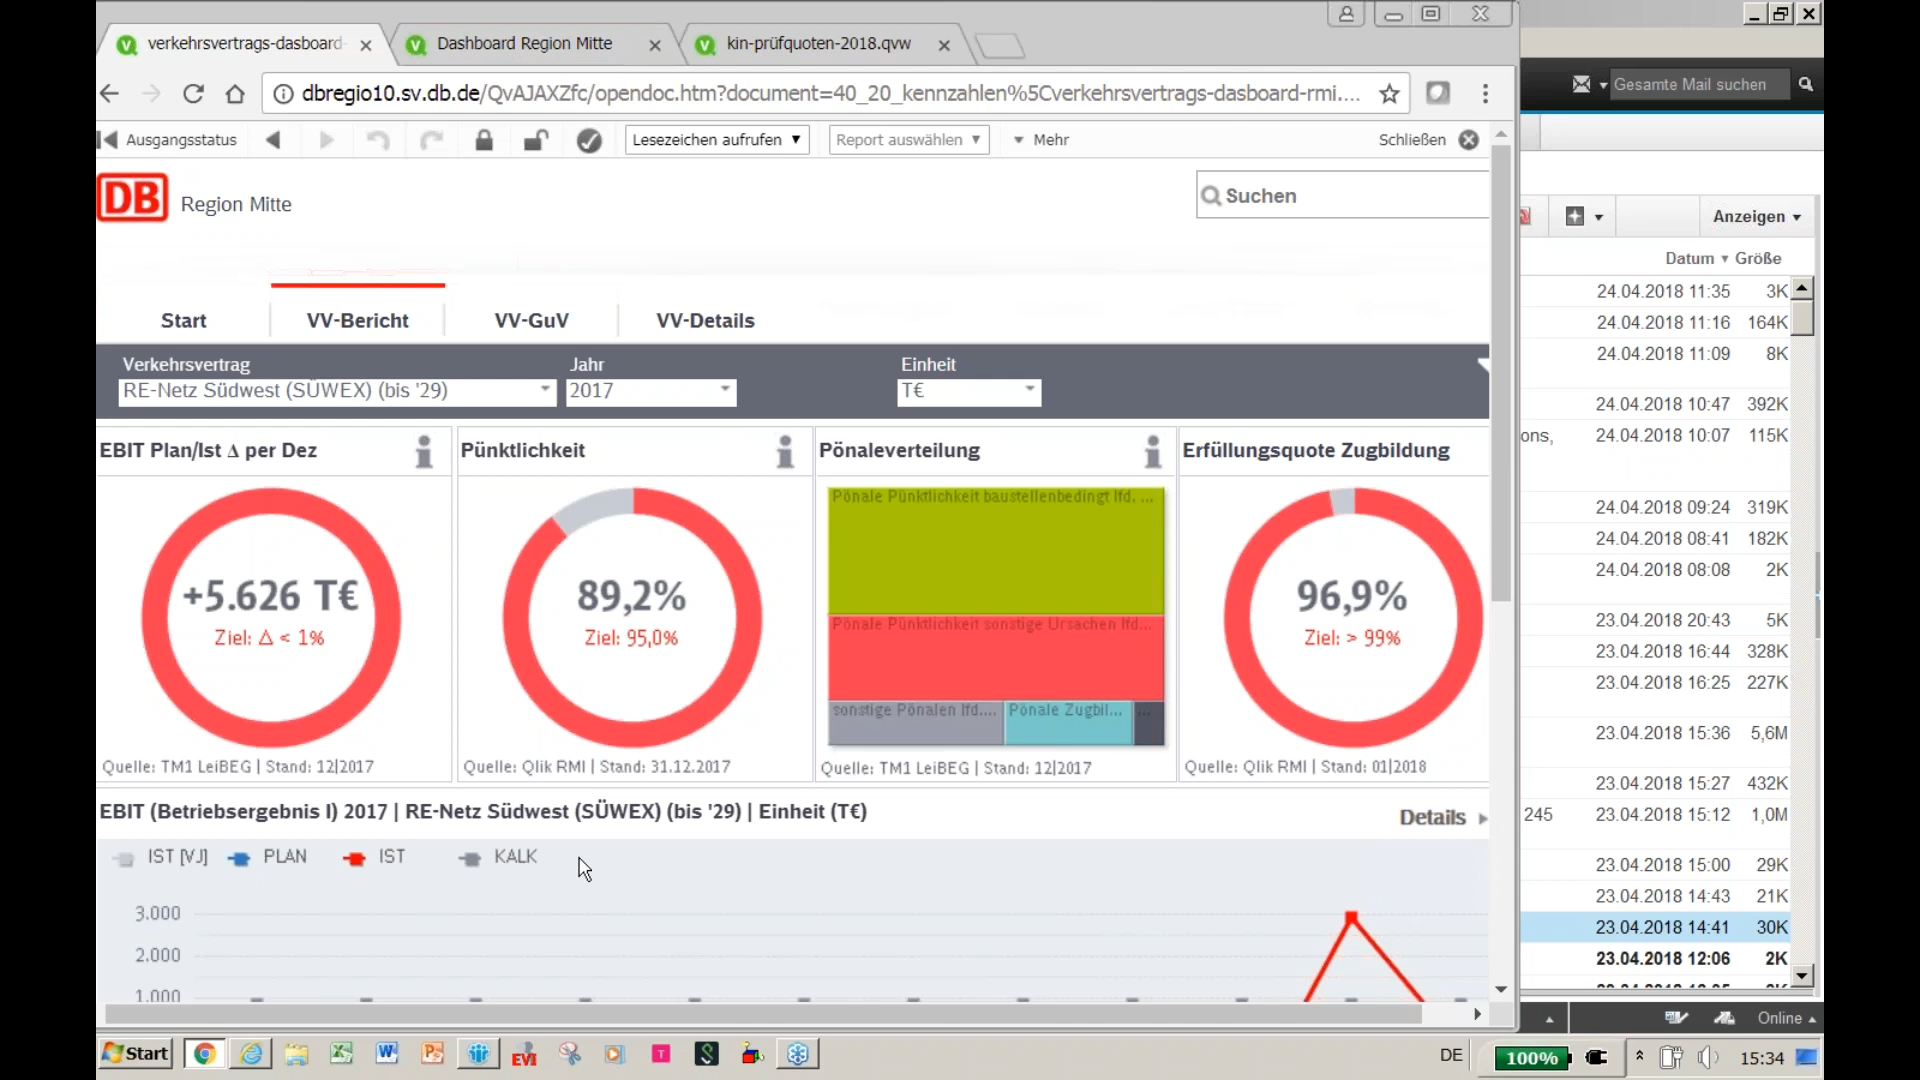 verkehrsvertrags-dasboard-
Dashboard Region Mitte
kin-prüfquoten-2018.qvw
dbregio10.sv.db.de/QvAJAXZfc/opendoc.htm?document=40_20_kennzahlen%5Cverkehrsvertrags-dasboard-rmi....
Gesamte Mail suchen
Ausgangsstatus
Lesezeichen aufrufen
Report auswählen
Mehr
Schließen
DB
Region Mitte
Suchen
Anzeigen
Datum
Größe
Start
VV-Bericht
VV-GuV
VV-Details
Verkehrsvertrag
Jahr
Einheit
RE-Netz Südwest (SÜWEX) (bis '29)
2017
T€
EBIT Plan/Ist Δ per Dez
Pünktlichkeit
Pönaleverteilung
Erfüllungsquote Zugbildung
+5.626 T€
Ziel: Δ < 1%
89,2%
Ziel: 95,0%
Pönale Pünktlichkeit baustellenbedingt lfd. ...
Pönale Pünktlichkeit sonstige Ursachen lfd...
sonstige Pönalen lfd....
Pönale Zugbil...
...
96,9%
Ziel: > 99%
Quelle: TM1 LeiBEG | Stand: 12|2017
Quelle: Qlik RMI | Stand: 31.12.2017
Quelle: TM1 LeiBEG | Stand: 12|2017
Quelle: Qlik RMI | Stand: 01|2018
EBIT (Betriebsergebnis I) 2017 | RE-Netz Südwest (SÜWEX) (bis '29) | Einheit (T€)
Details
IST [VJ]
PLAN
IST
KALK
3.000
2.000
1.000
24.04.2018 11:35 3K
24.04.2018 11:16 164K
24.04.2018 11:09 8K
24.04.2018 10:47 392K
ons, 24.04.2018 10:07 115K
24.04.2018 09:24 319K
24.04.2018 08:41 182K
24.04.2018 08:08 2K
23.04.2018 20:43 5K
23.04.2018 16:44 328K
23.04.2018 16:25 227K
23.04.2018 15:36 5,6M
23.04.2018 15:27 432K
245 23.04.2018 15:12 1,0M
23.04.2018 15:00 29K
23.04.2018 14:43 21K
23.04.2018 14:41 30K
23.04.2018 12:06 2K
Online
Start
EVI
T
S
DE
100%
15:34